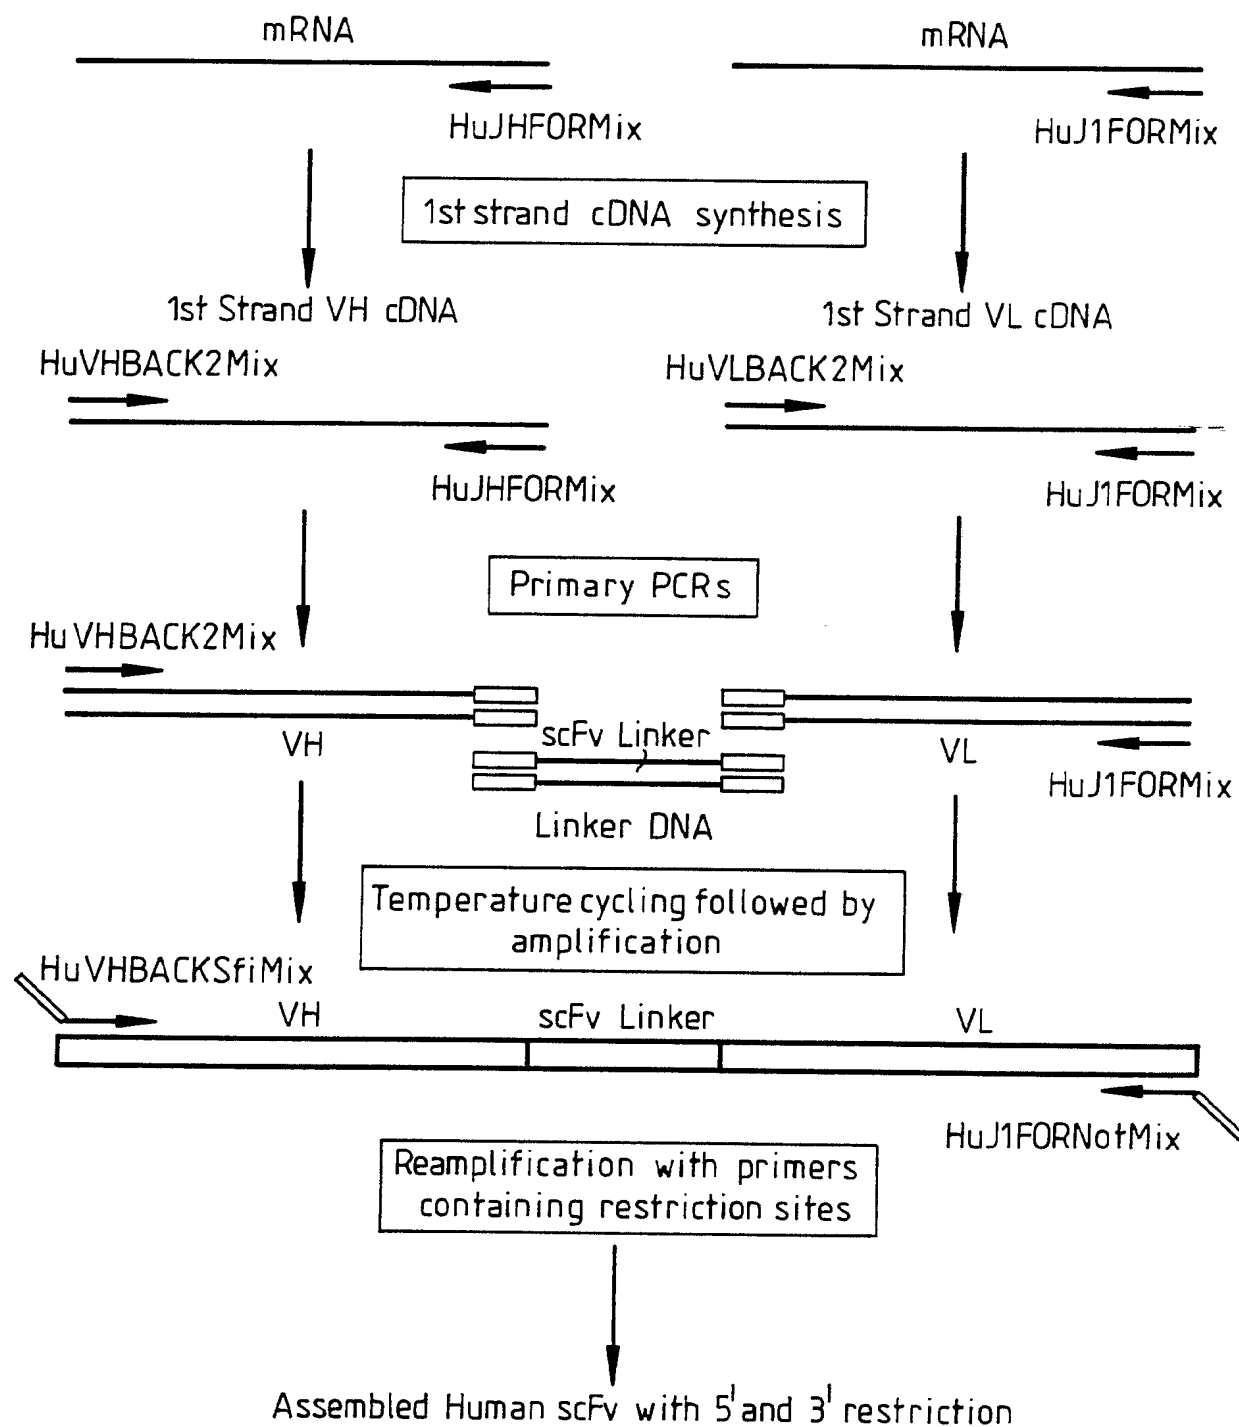 mRNA
mRNA
HuJHFORMix
HuJ1FORMix
1st strand cDNA synthesis
1st Strand VH cDNA
1st Strand VL cDNA
HuVHBACK2Mix
HuVLBACK2Mix
HuJHFORMix
HuJ1FORMix
Primary PCRs
HuVHBACK2Mix
VH
scFv Linker
VL
HuJ1FORMix
Linker DNA
Temperature cycling followed by
amplification
HuVHBACKSfiMix
VH
scFv Linker
VL
HuJ1FORNotMix
Reamplification with primers
containing restriction sites
Assembled Human scFv with 5' and 3' restriction